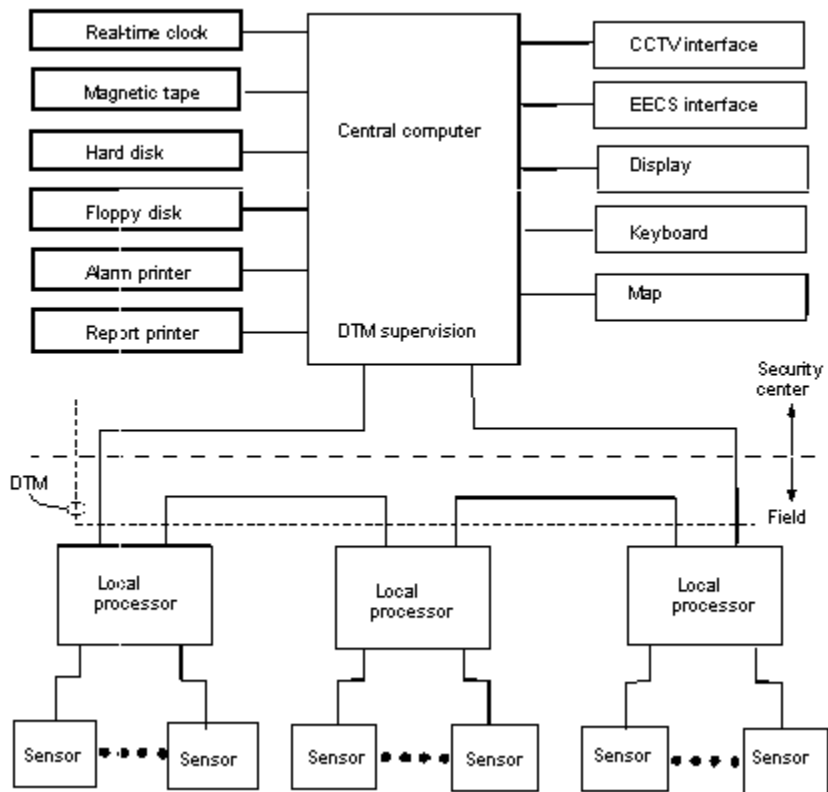 Real-time clock
Magnetic tape
Hard disk
Floppy disk
Alarm printer
Report printer
Central computer
DTM supervision
CCTV interface
EECS interface
Display
Keyboard
Map
Security
center
DTM
Field
Local
processor
Local
processor
Local
processor
Sensor
Sensor
Sensor
Sensor
Sensor
Sensor